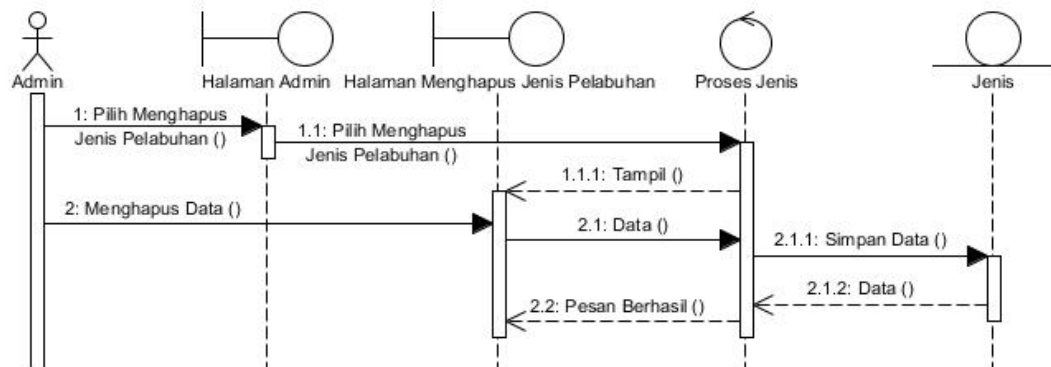 Admin
Halaman Admin
Halaman Menghapus Jenis Pelabuhan
Proses Jenis
Jenis
1: Pilih Menghapus
Jenis Pelabuhan ()
1.1: Pilih Menghapus
Jenis Pelabuhan ()
1.1.1: Tampil ()
2: Menghapus Data ()
2.1: Data ()
2.1.1: Simpan Data ()
2.1.2: Data ()
2.2: Pesan Berhasil ()